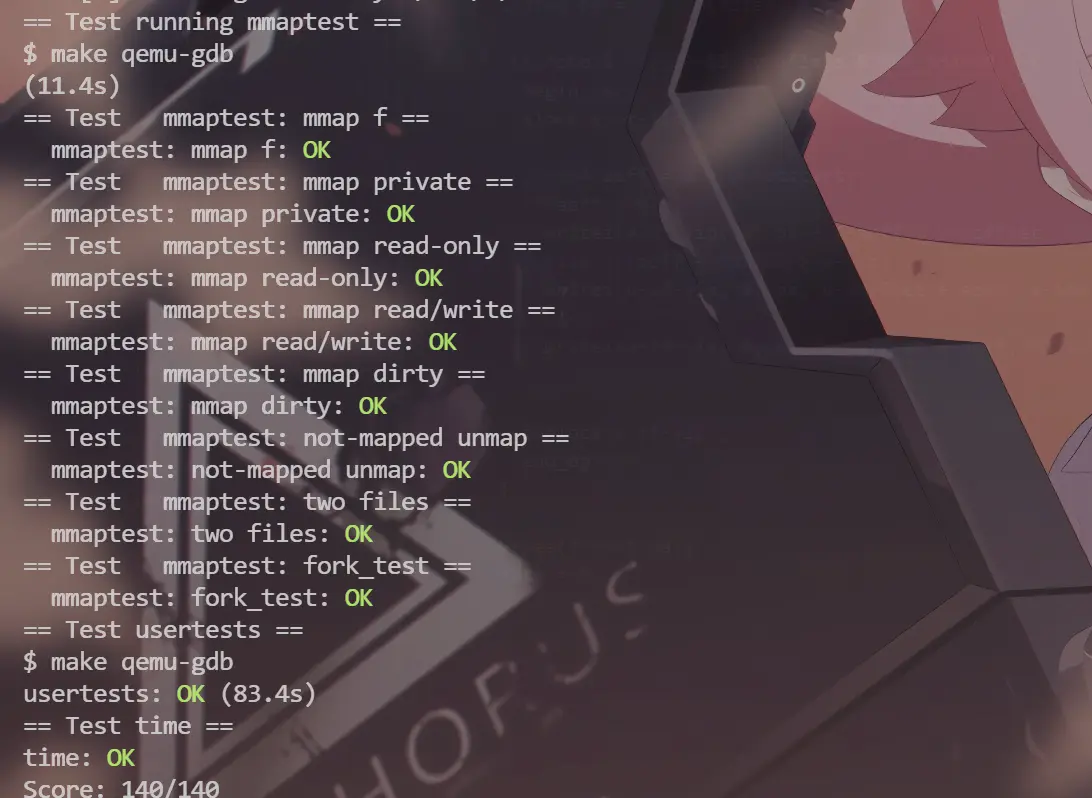 == Test running mmaptest ==
$ make qemu-gdb
(11.4s)
== Test   mmaptest: mmap f ==
  mmaptest: mmap f: OK
== Test   mmaptest: mmap private ==
  mmaptest: mmap private: OK
== Test   mmaptest: mmap read-only ==
  mmaptest: mmap read-only: OK
== Test   mmaptest: mmap read/write ==
  mmaptest: mmap read/write: OK
== Test   mmaptest: mmap dirty ==
  mmaptest: mmap dirty: OK
== Test   mmaptest: not-mapped unmap ==
  mmaptest: not-mapped unmap: OK
== Test   mmaptest: two files ==
  mmaptest: two files: OK
== Test   mmaptest: fork_test ==
  mmaptest: fork_test: OK
== Test usertests ==
$ make qemu-gdb
usertests: OK (83.4s)
== Test time ==
time: OK
Score: 140/140
HORUS